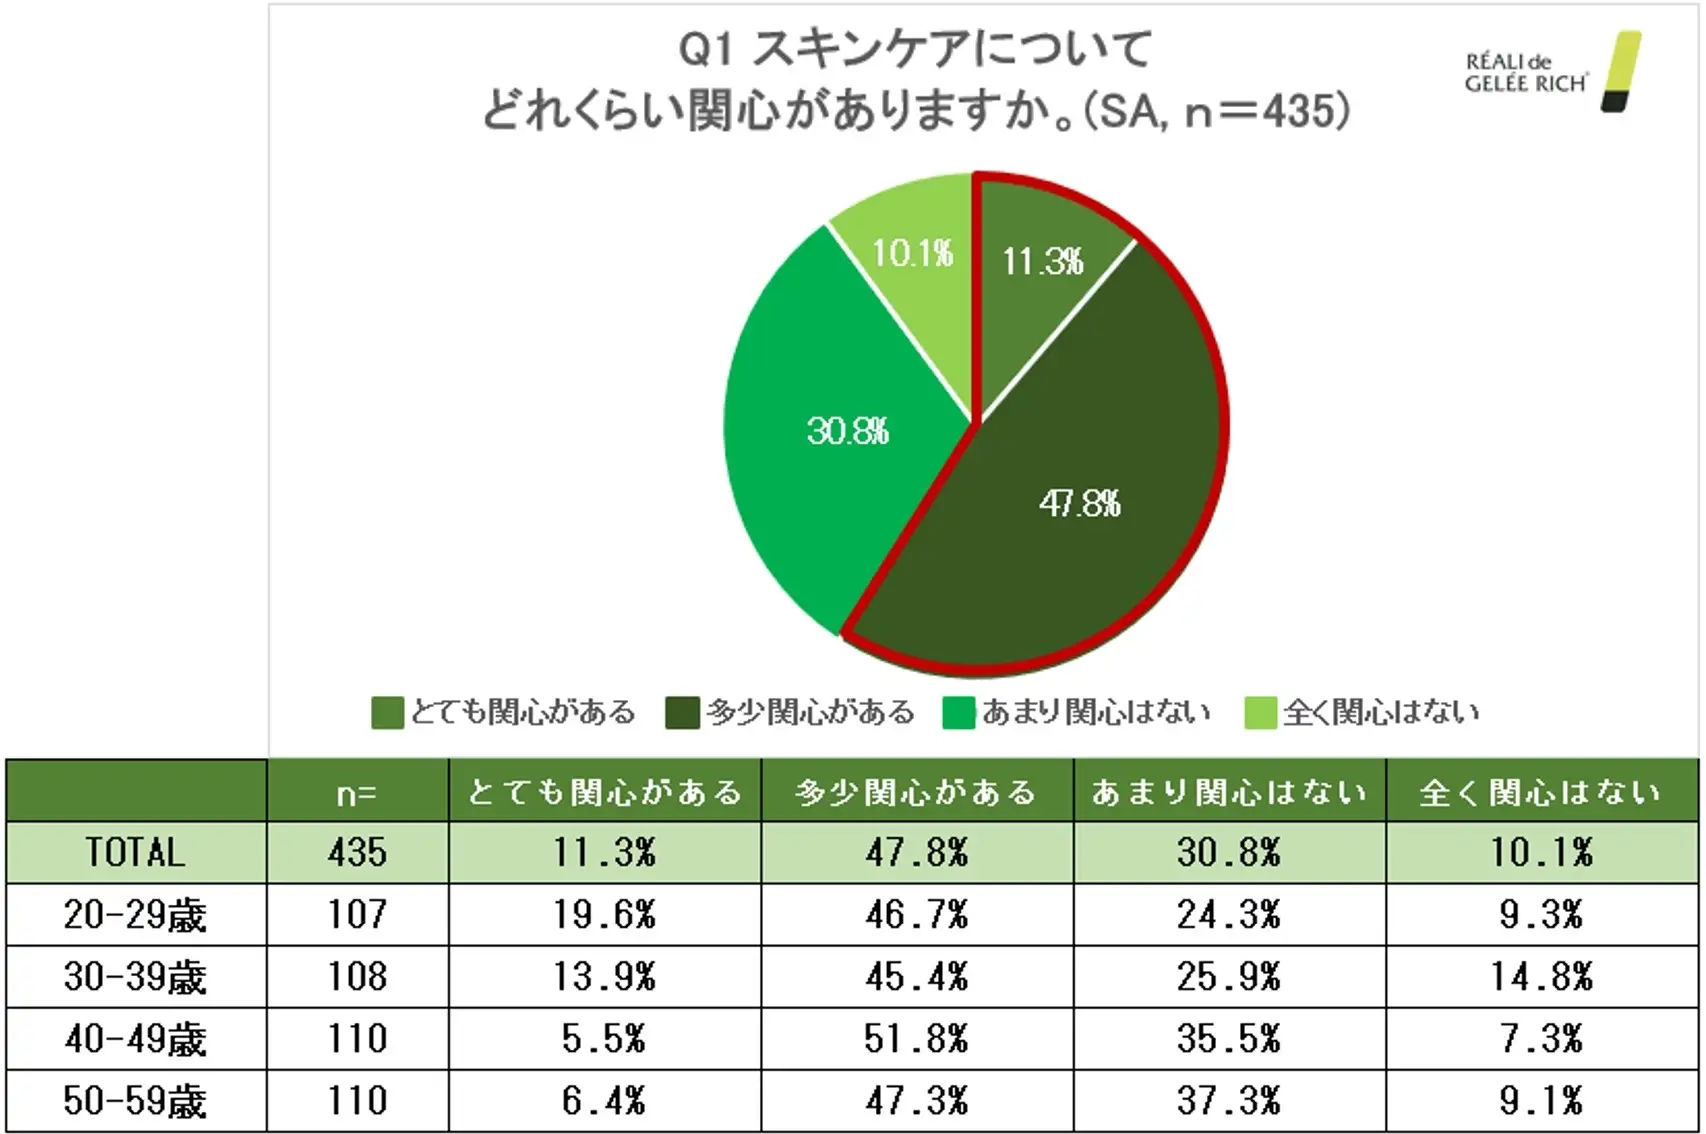 Q1 スキンケアについて
どれくらい関心がありますか。(SA, n=435)
RÉALI de
GELÉE RICH
10.1%
11.3%
30.8%
47.8%
とても関心がある 多少関心がある あまり関心はない 全く関心はない
n= とても関心がある 多少関心がある あまり関心はない 全く関心はない
TOTAL 435 11.3% 47.8% 30.8% 10.1%
20-29歳 107 19.6% 46.7% 24.3% 9.3%
30-39歳 108 13.9% 45.4% 25.9% 14.8%
40-49歳 110 5.5% 51.8% 35.5% 7.3%
50-59歳 110 6.4% 47.3% 37.3% 9.1%